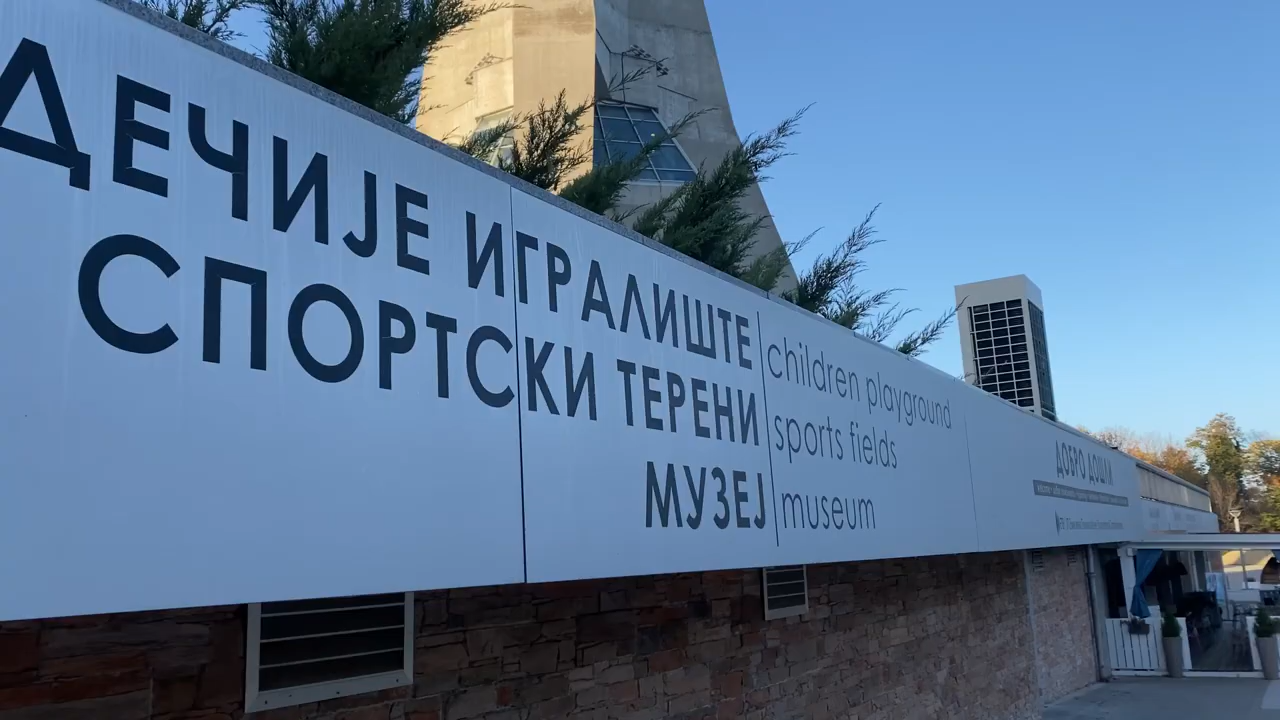 ДЕЧИЈЕ ИГРАЛИШТЕ
СПОРТСКИ ТЕРЕНИ
МУЗЕЈ
children playground
sports fields
museum
ДОБРО ДОШЛИ